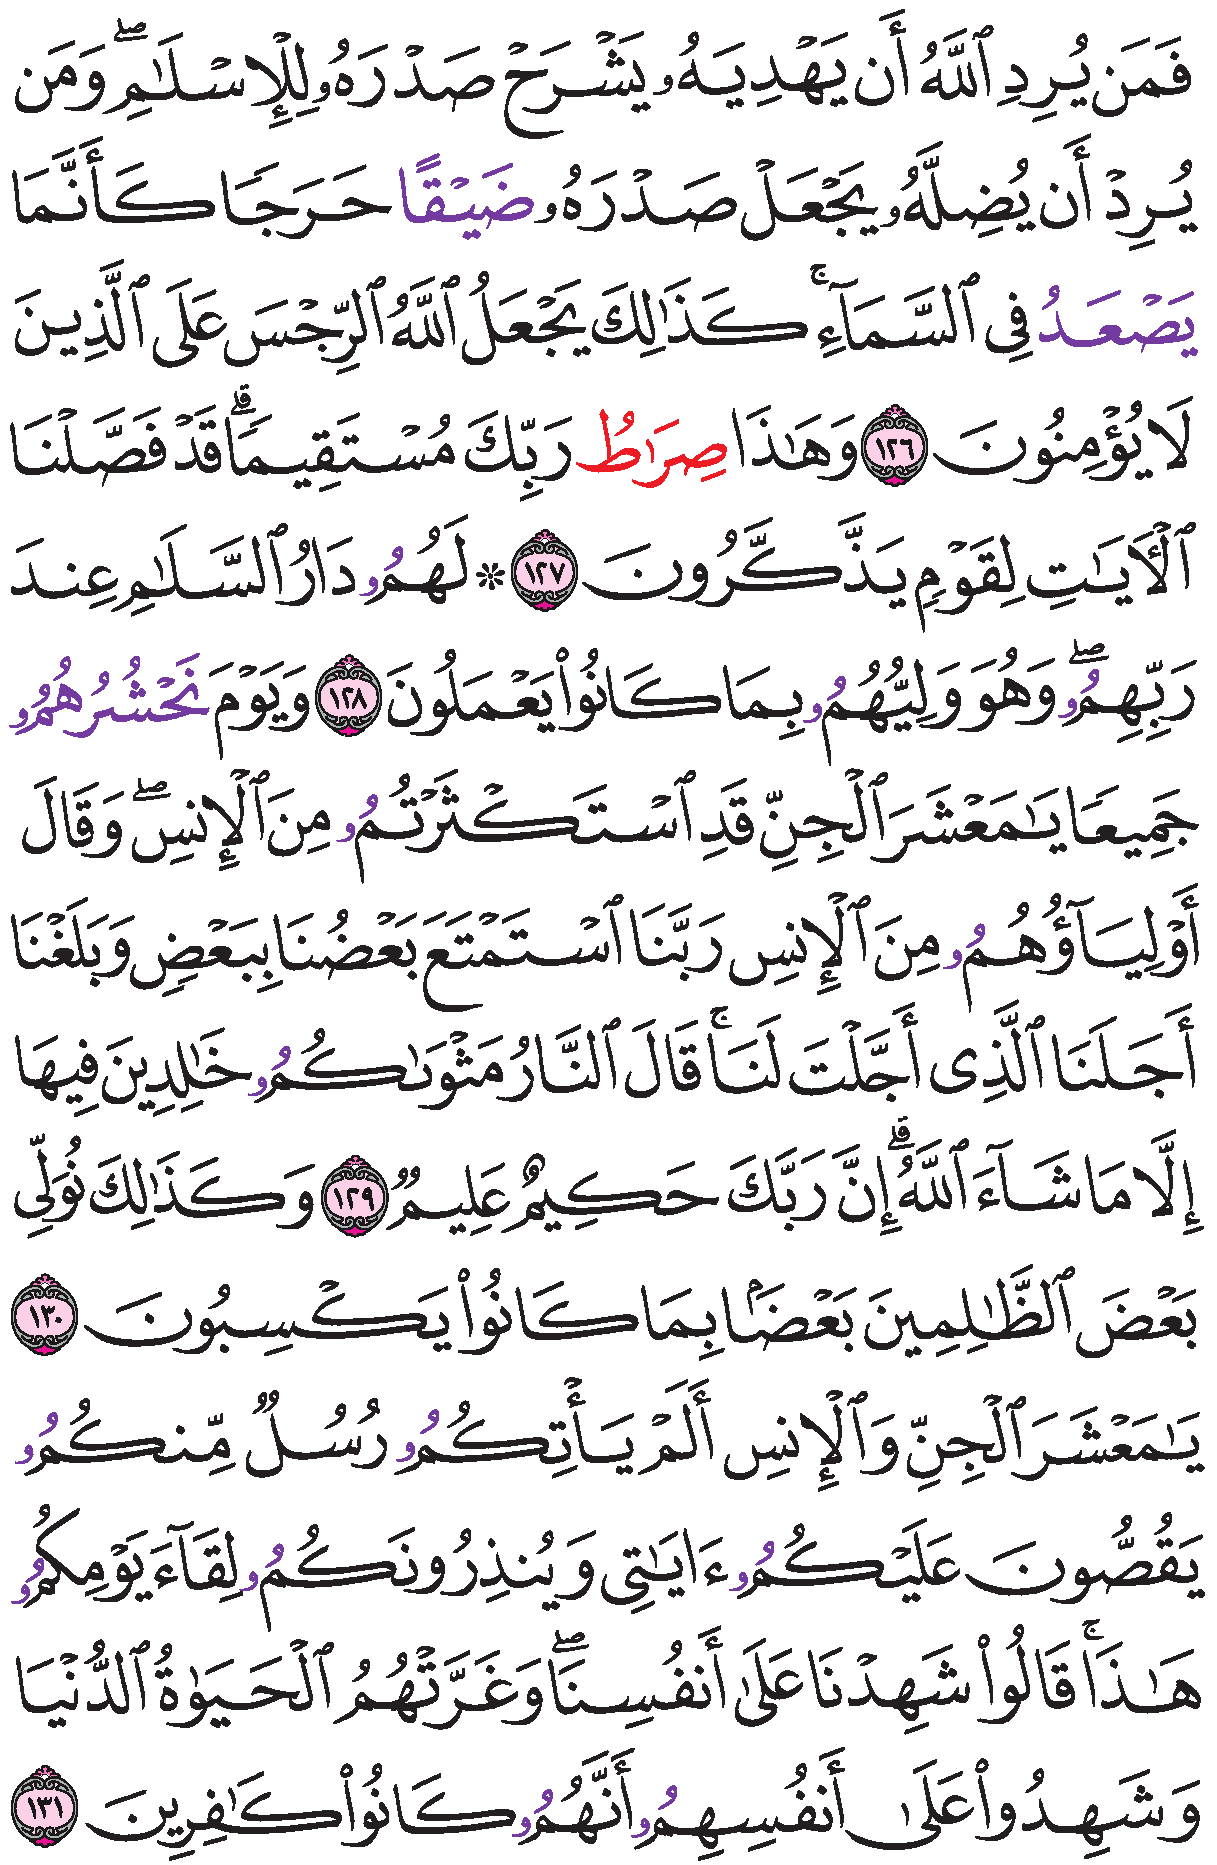 فَمَن يُرِدِ ٱللَّهُ أَن يَهْدِيَهُۥ يَشْرَحْ صَدْرَهُۥ لِلْإِسْلَٰمِ ۖ وَمَن
يُرِدْ أَن يُضِلَّهُۥ يَجْعَلْ صَدْرَهُۥ ضَيْقًا حَرَجًا كَأَنَّمَا
يَصْعَدُ فِى ٱلسَّمَآءِ ۚ كَذَٰلِكَ يَجْعَلُ ٱللَّهُ ٱلرِّجْسَ عَلَى ٱلَّذِينَ
لَا يُؤْمِنُونَ ١٢٦ وَهَٰذَا صِرَٰطُ رَبِّكَ مُسْتَقِيمًا ۗ قَدْ فَصَّلْنَا
ٱلْأٓيَٰتِ لِقَوْمٍ يَذَّكَّرُونَ ١٢٧ ۞ لَهُمُۥ دَارُ ٱلسَّلَٰمِ عِندَ
رَبِّهِمُۥ ۖ وَهُوَ وَلِيُّهُمُۥ بِمَا كَانُوا۟ يَعْمَلُونَ ١٢٨ وَيَوْمَ نَحْشُرُهُمُۥ
جَمِيعًا يَٰمَعْشَرَ ٱلْجِنِّ قَدِ ٱسْتَكْثَرْتُمُۥ مِنَ ٱلْإِنسِ ۖ وَقَالَ
أَوْلِيَآؤُهُمُۥ مِنَ ٱلْإِنسِ رَبَّنَا ٱسْتَمْتَعَ بَعْضُنَا بِبَعْضٍ وَبَلَغْنَا
أَجَلَنَا ٱلَّذِى أَجَّلْتَ لَنَا ۚ قَالَ ٱلنَّارُ مَثْوَىٰكُمُۥ خَٰلِدِينَ فِيهَا
إِلَّا مَا شَآءَ ٱللَّهُ ۗ إِنَّ رَبَّكَ حَكِيمٌ عَلِيمٌ ١٢٩ وَكَذَٰلِكَ نُوَلِّى
بَعْضَ ٱلظَّٰلِمِينَ بَعْضًۢا بِمَا كَانُوا۟ يَكْسِبُونَ ١٣٠
يَٰمَعْشَرَ ٱلْجِنِّ وَٱلْإِنسِ أَلَمْ يَأْتِكُمُۥ رُسُلٌ مِّنكُمُۥ
يَقُصُّونَ عَلَيْكُمُۥ ءَايَٰتِى وَيُنذِرُونَكُمُۥ لِقَآءَ يَوْمِكُمُۥ
هَٰذَا ۚ قَالُوا۟ شَهِدْنَا عَلَىٰ أَنفُسِنَا ۖ وَغَرَّتْهُمُ ٱلْحَيَوٰةُ ٱلدُّنْيَا
وَشَهِدُوا۟ عَلَىٰ أَنفُسِهِمُۥ أَنَّهُمُۥ كَانُوا۟ كَٰفِرِينَ ١٣١